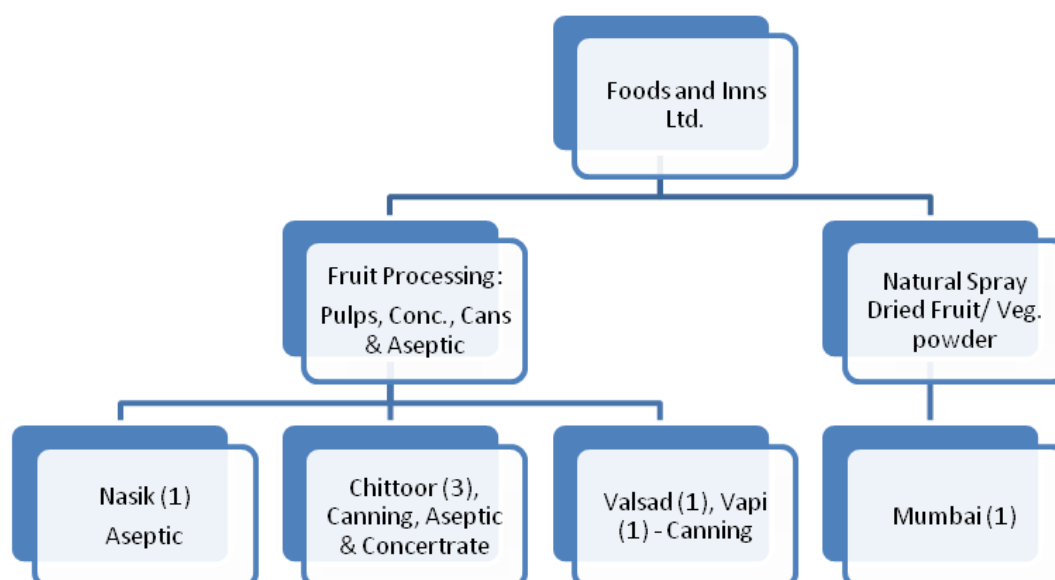 Foods and Inns
Ltd.
Fruit Processing:
Pulps, Conc., Cans
& Aseptic
Natural Spray
Dried Fruit/ Veg.
powder
Nasik (1)
Aseptic
Chittoor (3),
Canning, Aseptic
& Concertrate
Valsad (1), Vapi
(1) - Canning
Mumbai (1)